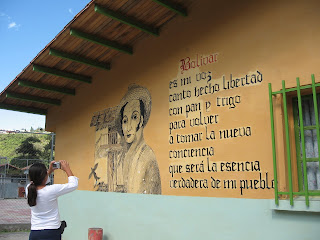 Bolívar
es mi voz
canto hecho libertad
con pan y trigo
para volver
a tomar la nueva
conciencia
que será la esencia
verdadera de mi pueblo